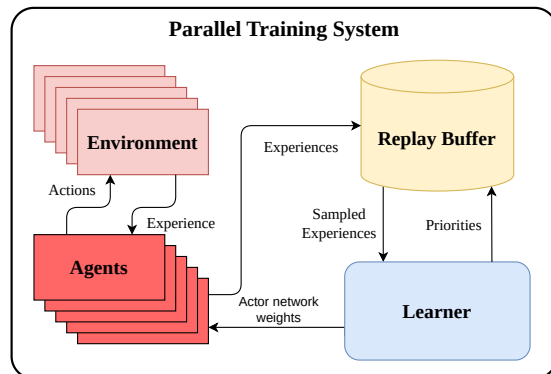 Parallel Training System
Environment
Replay Buffer
Experiences
Actions
Experience
Sampled
Experiences
Priorities
Agents
Actor network
weights
Learner